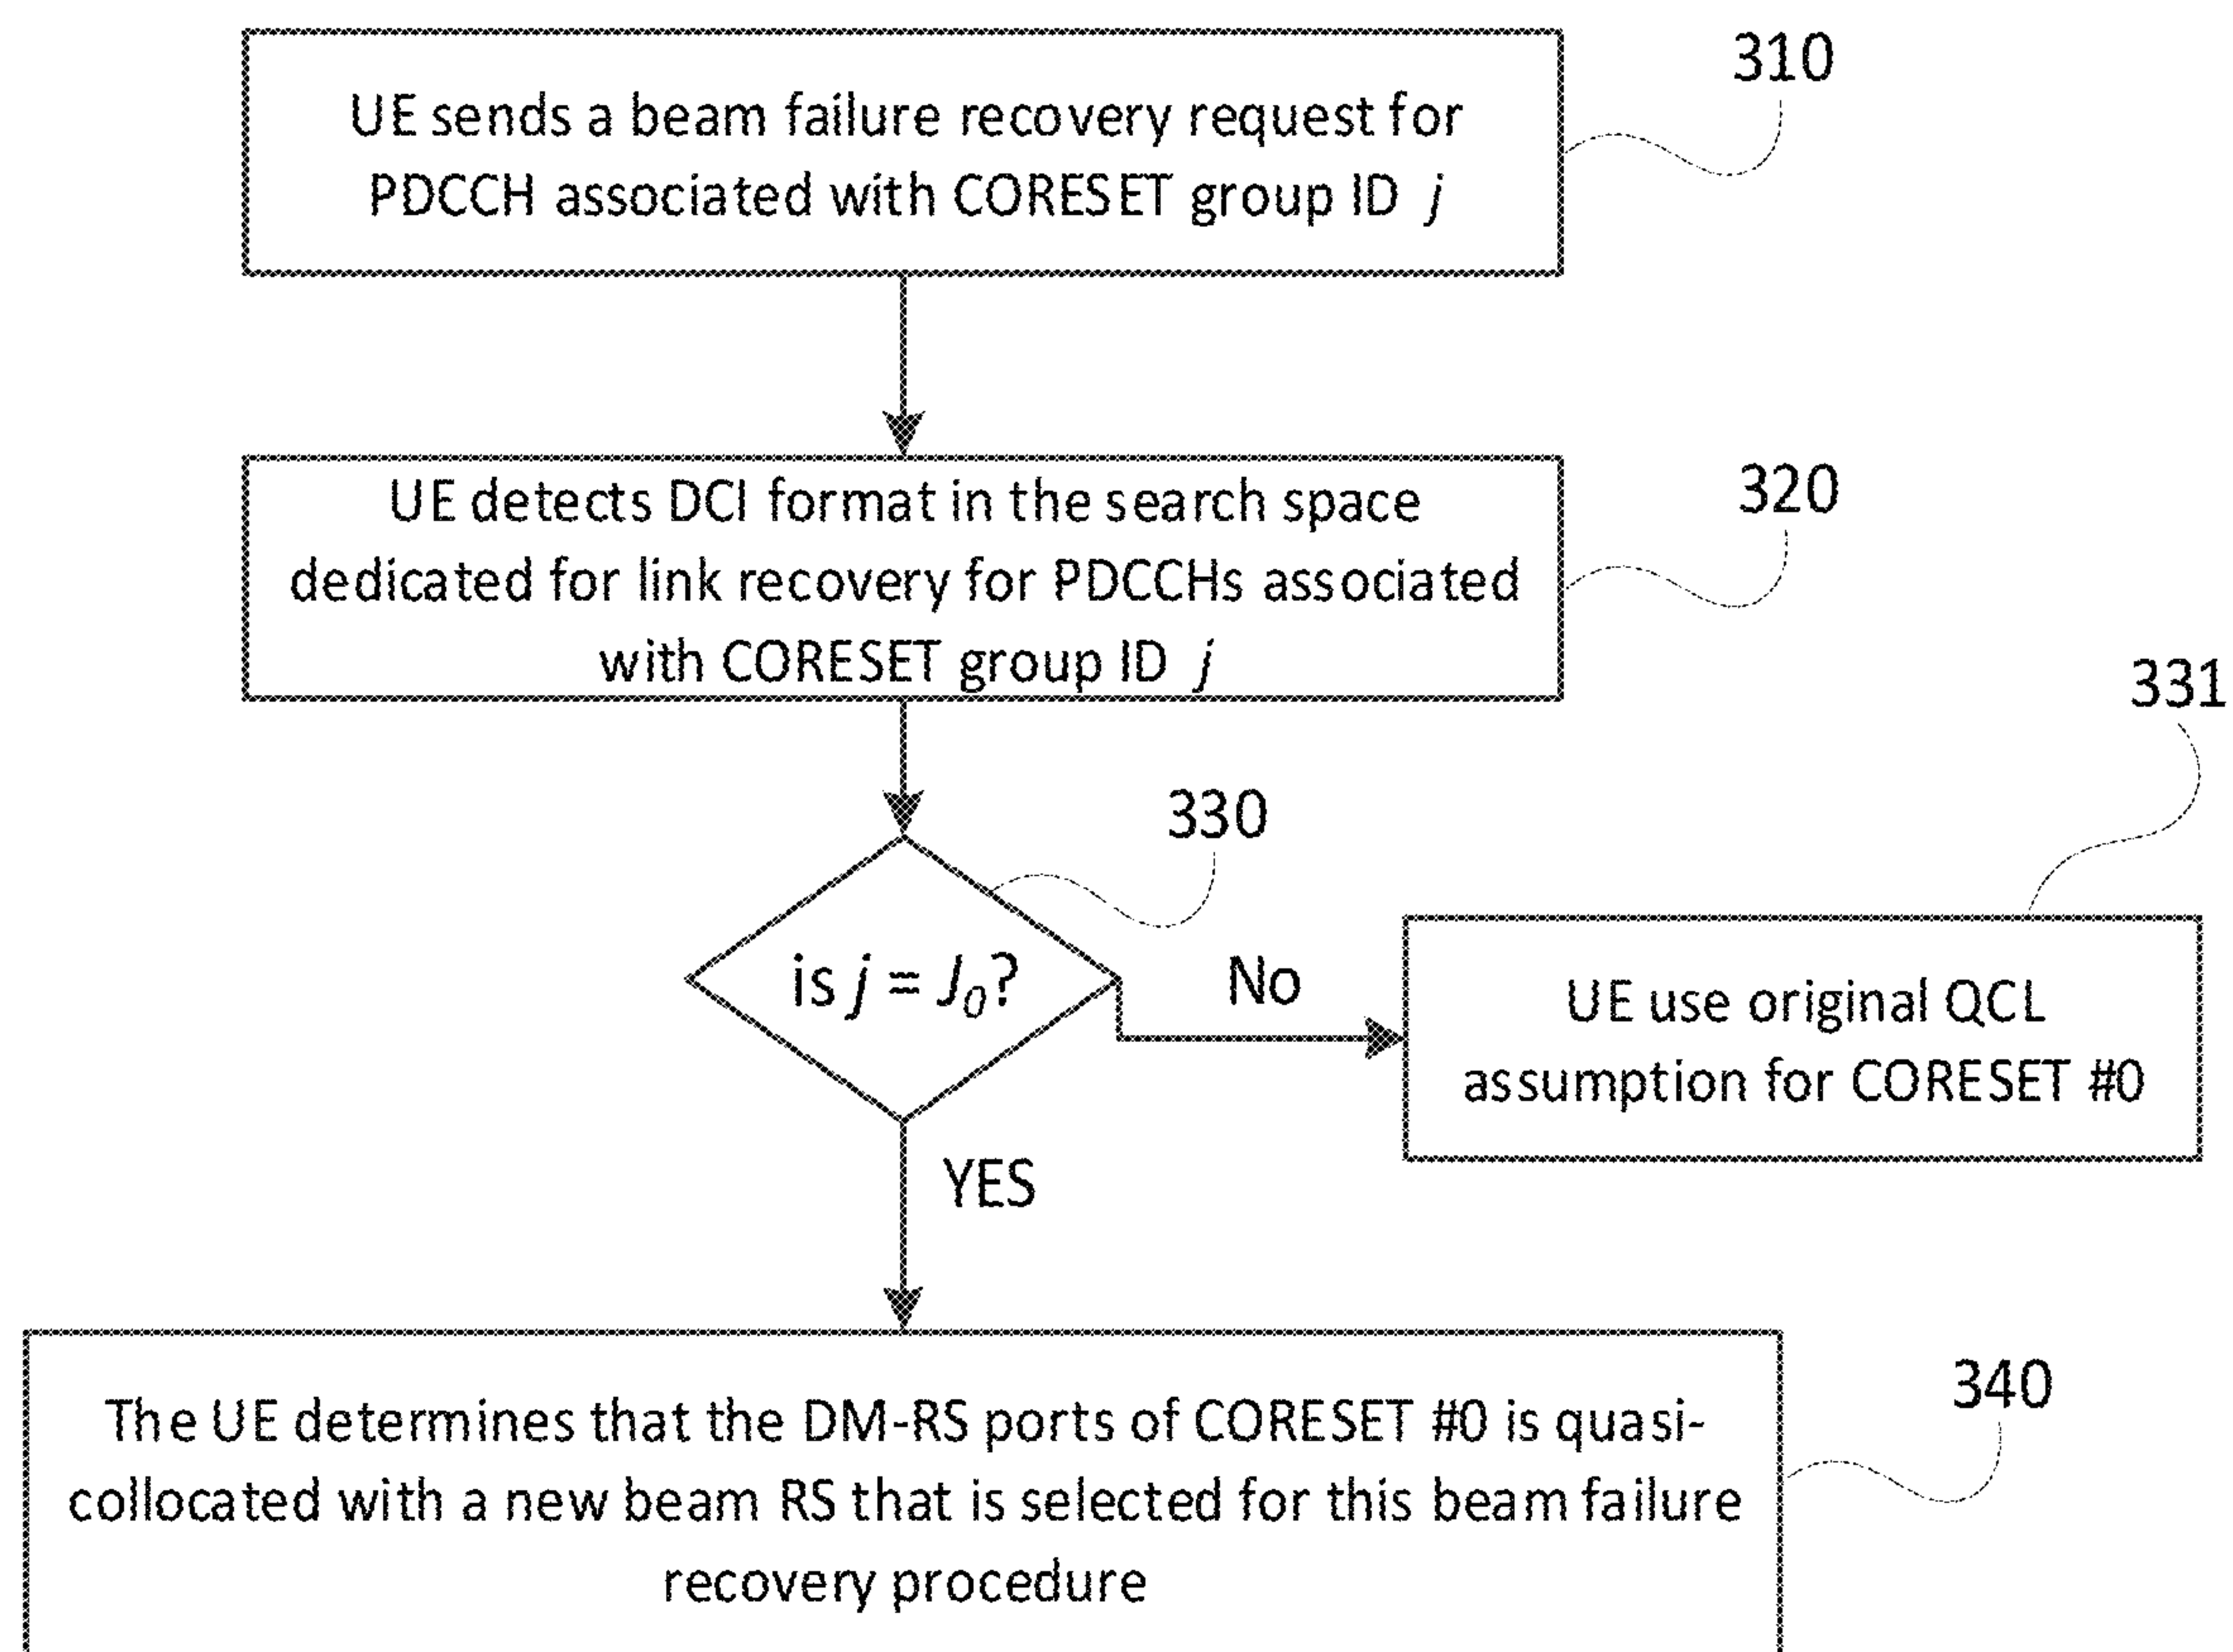 310
UE sends a beam failure recovery request for
PDCCH associated with CORESET group ID j
320
UE detects DCI format in the search space
dedicated for link recovery for PDCCHs associated
with CORESET group ID j
331
330
is j = J₀?
No
UE use original QCL
assumption for CORESET #0
YES
340
The UE determines that the DM-RS ports of CORESET #0 is quasi-
collocated with a new beam RS that is selected for this beam failure
recovery procedure